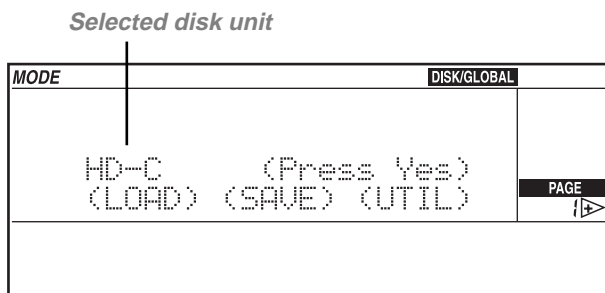 Selected disk unit
MODE DISK/GLOBAL
HD-C (Press Yes)
(LOAD) (SAVE) (UTIL)
PAGE
1+